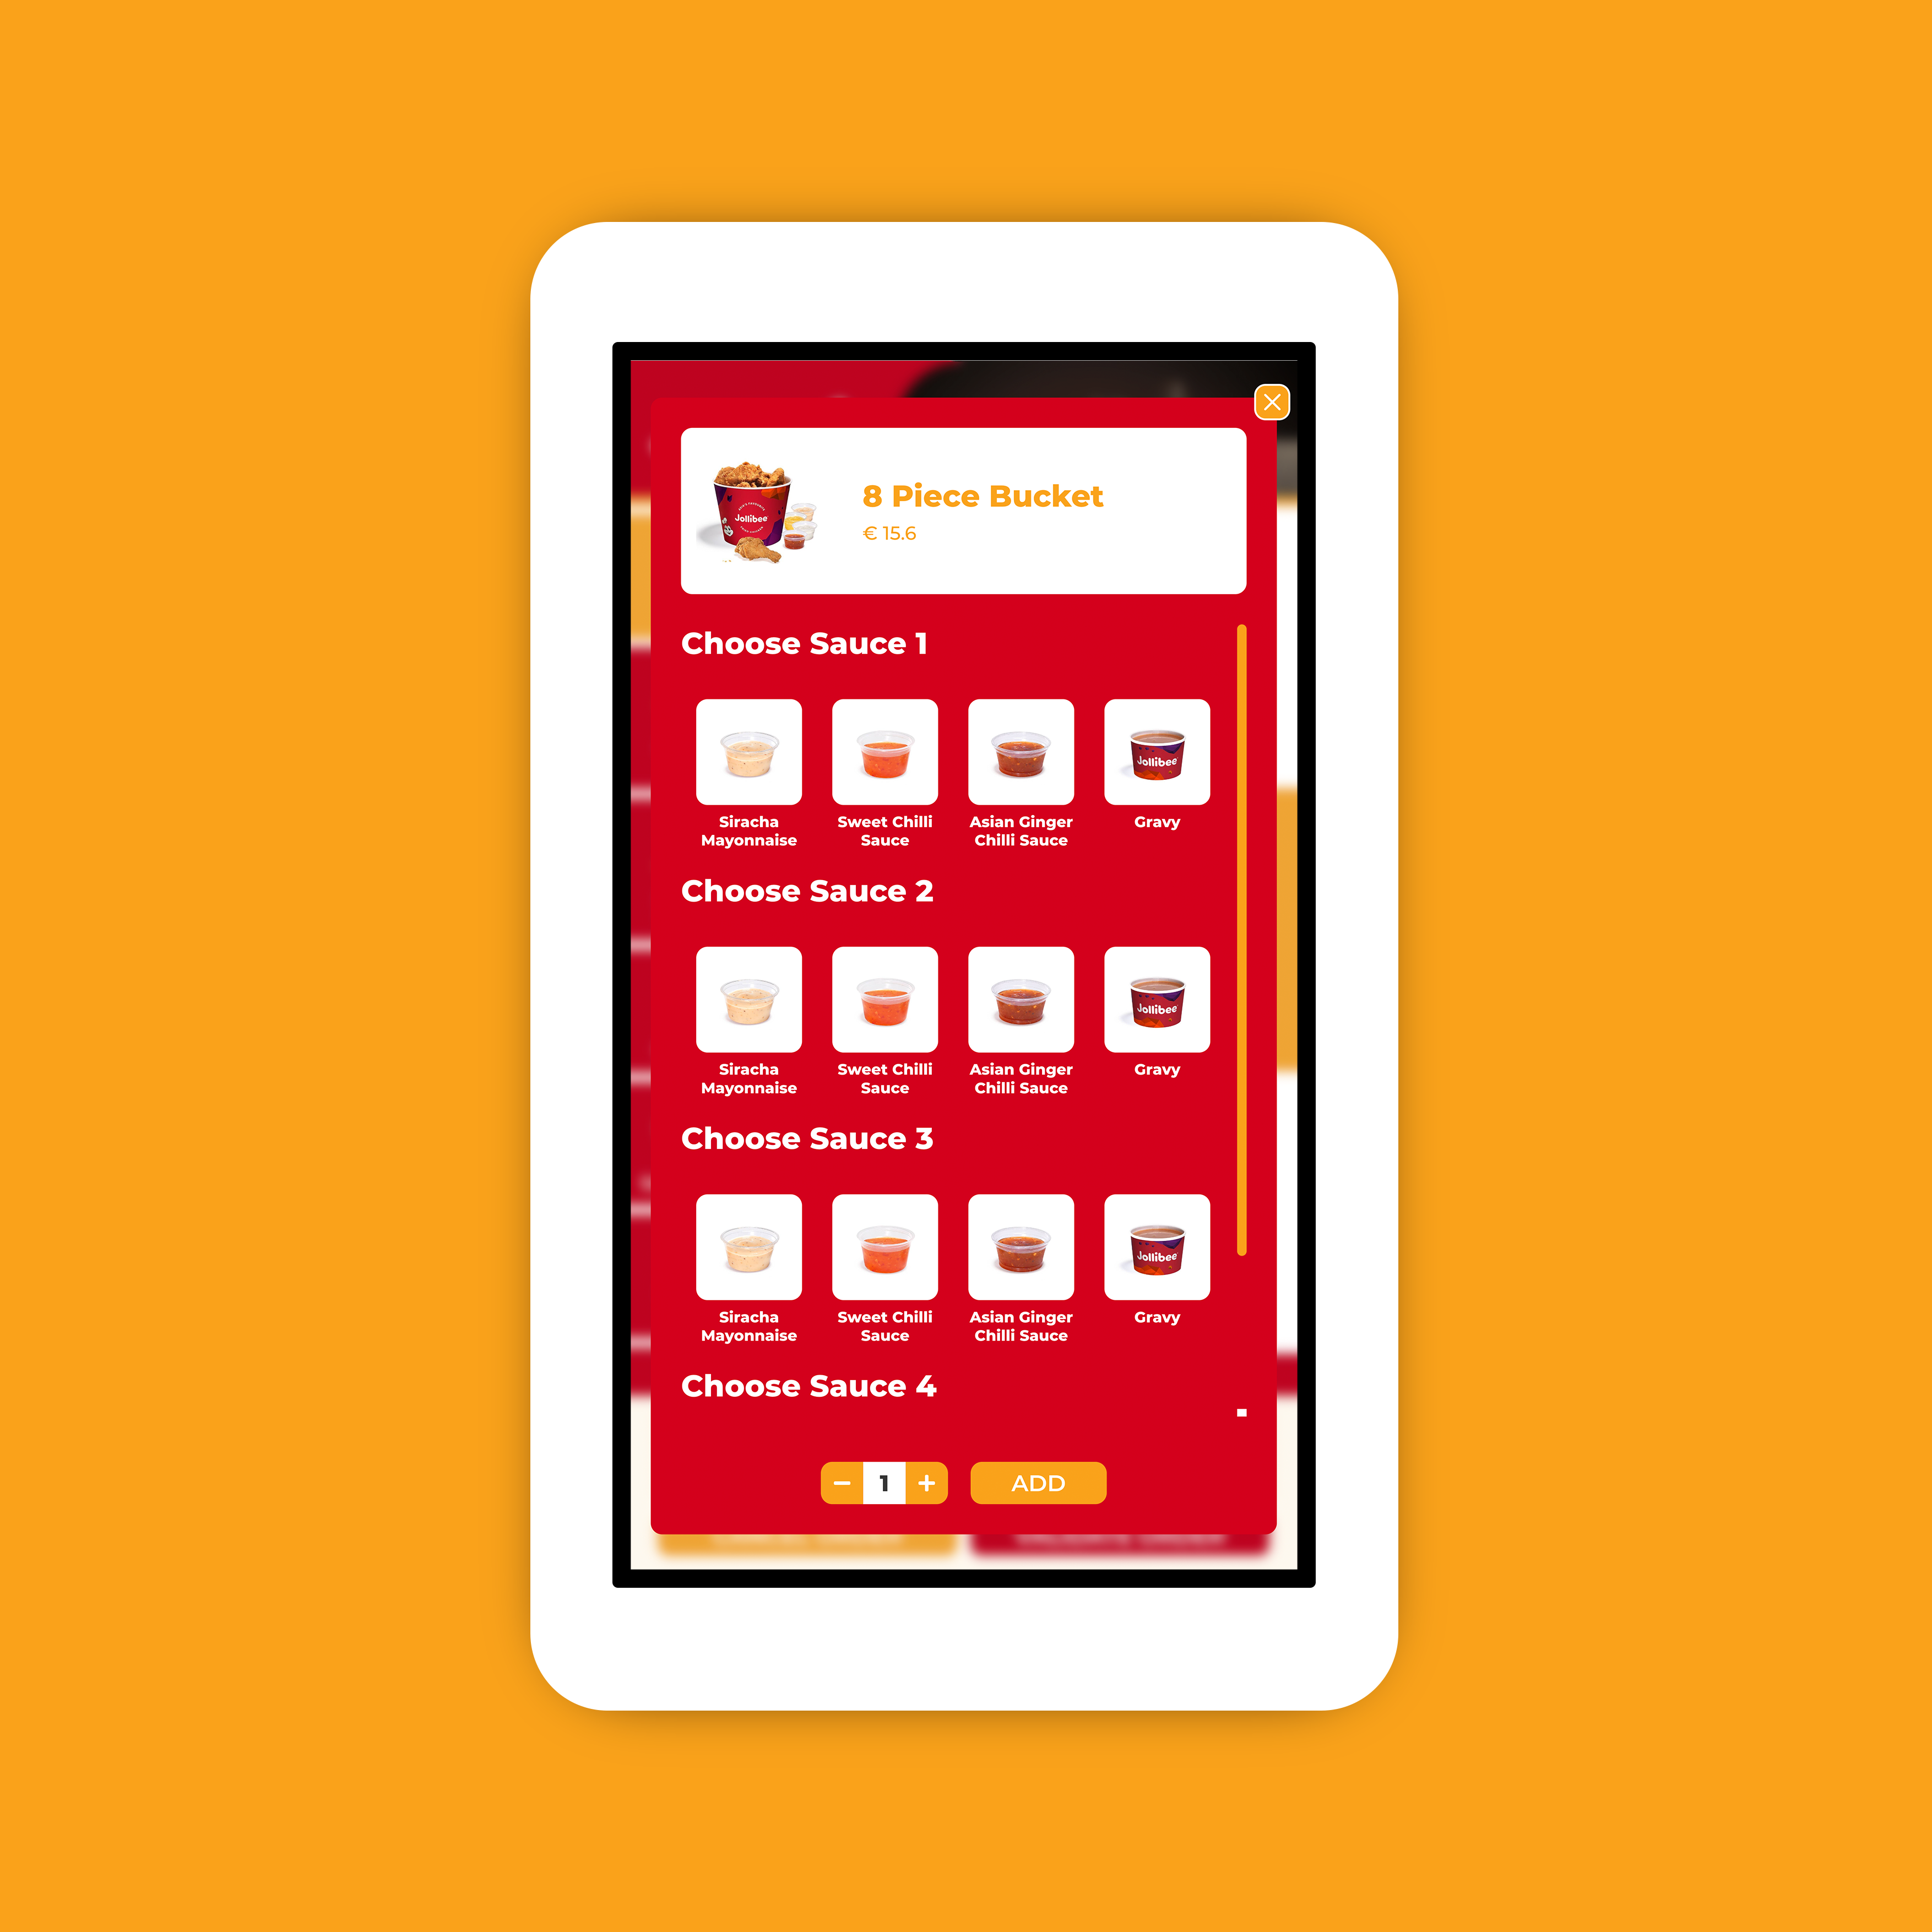 Jollibee
8 Piece Bucket
€ 15.6
Choose Sauce 1
Jollibee
Siracha
Mayonnaise
Sweet Chilli
Sauce
Asian Ginger
Chilli Sauce
Gravy
Choose Sauce 2
Jollibee
Siracha
Mayonnaise
Sweet Chilli
Sauce
Asian Ginger
Chilli Sauce
Gravy
Choose Sauce 3
Jollibee
Siracha
Mayonnaise
Sweet Chilli
Sauce
Asian Ginger
Chilli Sauce
Gravy
Choose Sauce 4
1
ADD